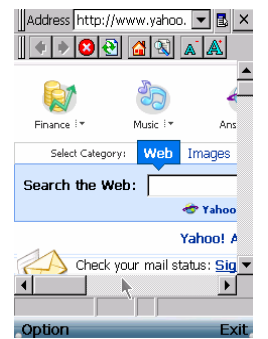 Address http://www.yahoo.
A A
Finance Music Ans
Select Category: Web Images
Search the Web:
Yahoo
Yahoo! A
Check your mail status: Sig
Option Exit